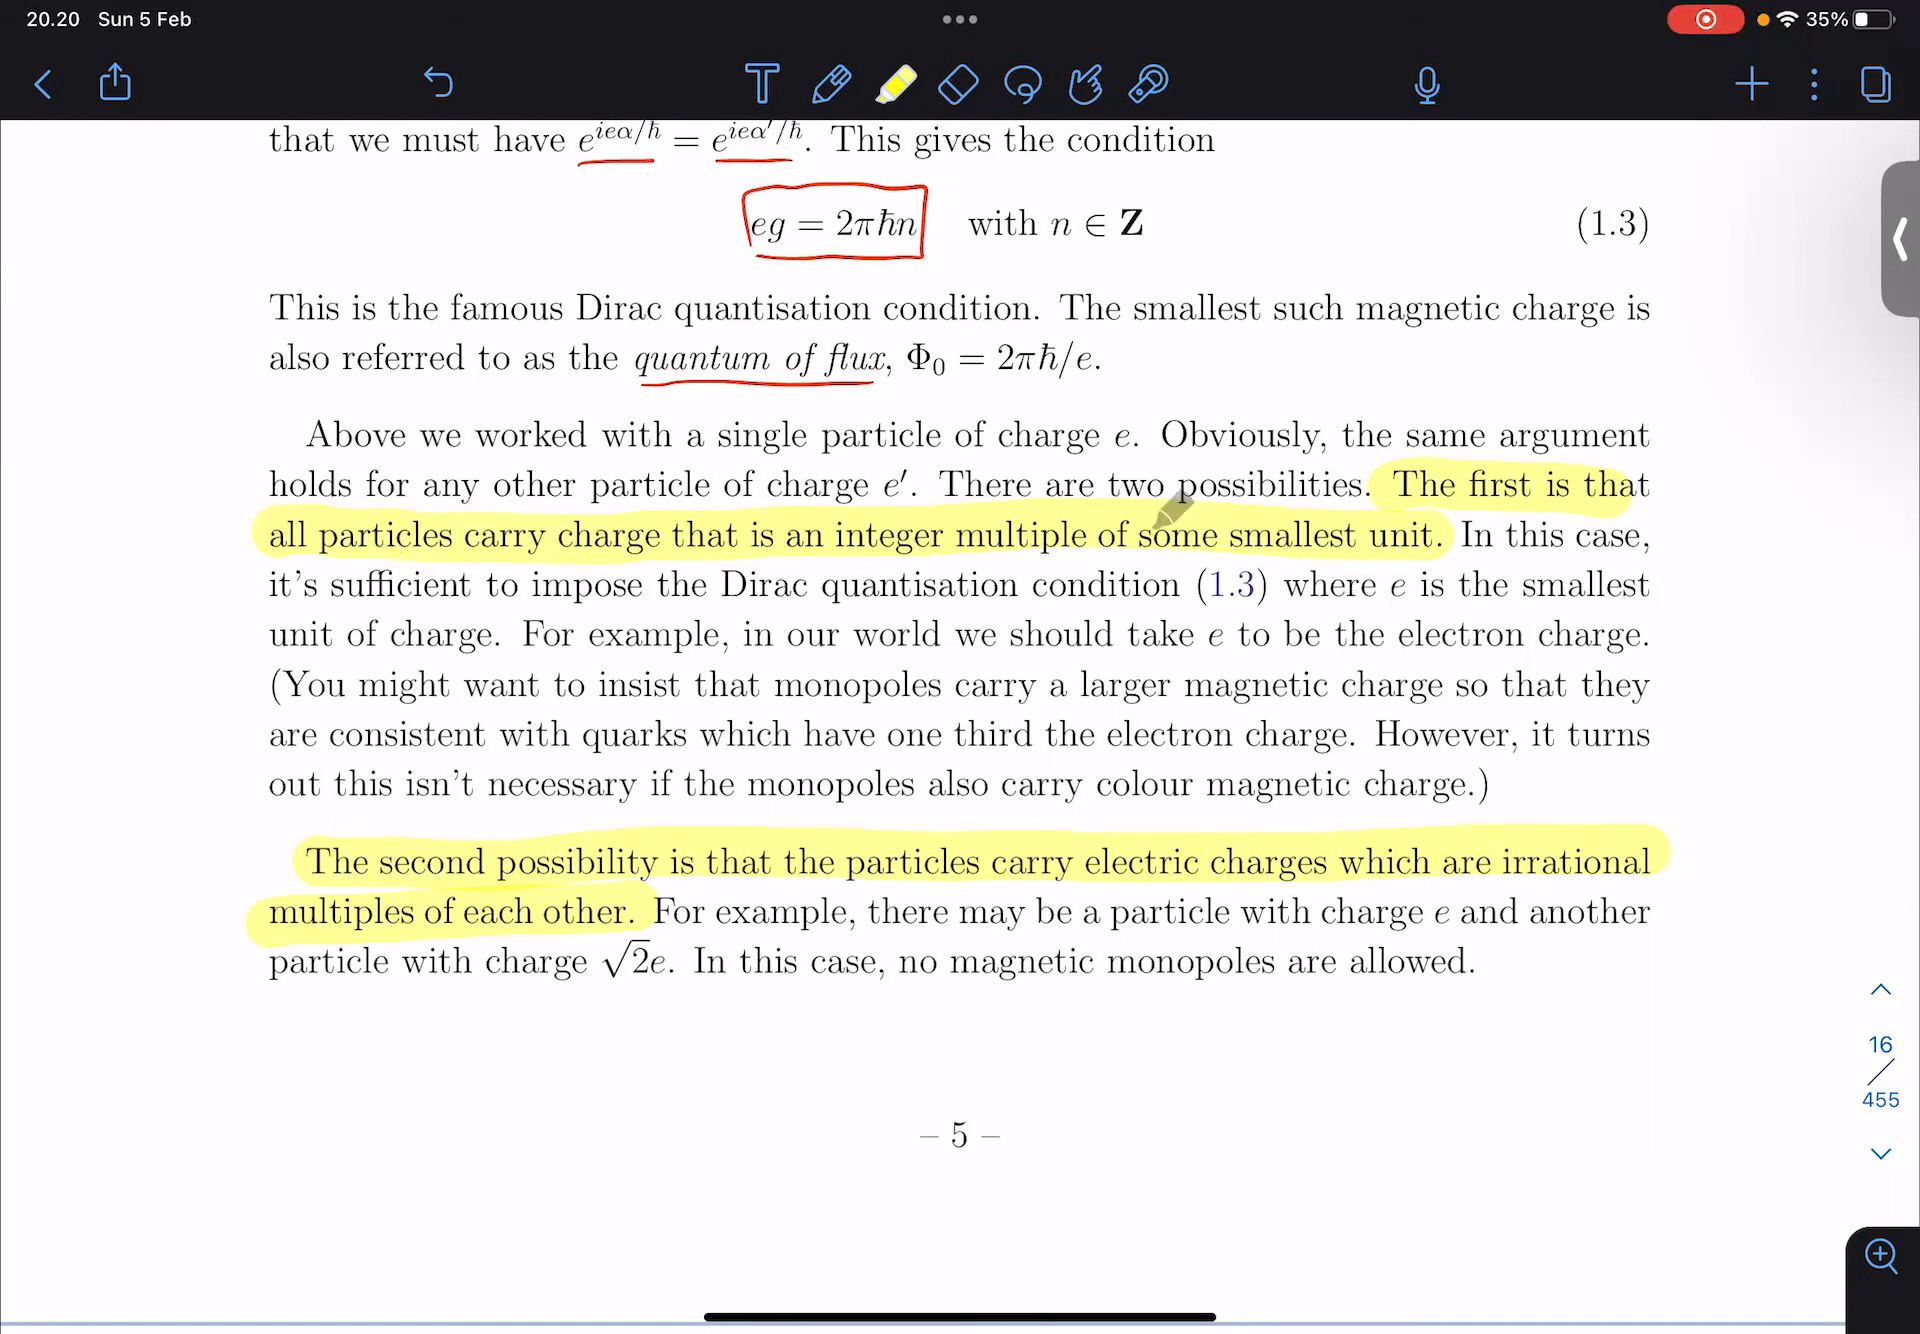 20.20 Sun 5 Feb
35%
that we must have e^{ieα/ℏ} = e^{ieα′/ℏ}. This gives the condition
eg = 2πℏn with n ∈ Z (1.3)
This is the famous Dirac quantisation condition. The smallest such magnetic charge is
also referred to as the quantum of flux, Φ₀ = 2πℏ/e.
Above we worked with a single particle of charge e. Obviously, the same argument
holds for any other particle of charge e′. There are two possibilities. The first is that
all particles carry charge that is an integer multiple of some smallest unit. In this case,
it's sufficient to impose the Dirac quantisation condition (1.3) where e is the smallest
unit of charge. For example, in our world we should take e to be the electron charge.
(You might want to insist that monopoles carry a larger magnetic charge so that they
are consistent with quarks which have one third the electron charge. However, it turns
out this isn't necessary if the monopoles also carry colour magnetic charge.)
The second possibility is that the particles carry electric charges which are irrational
multiples of each other. For example, there may be a particle with charge e and another
particle with charge √2e. In this case, no magnetic monopoles are allowed.
16
/
455
– 5 –